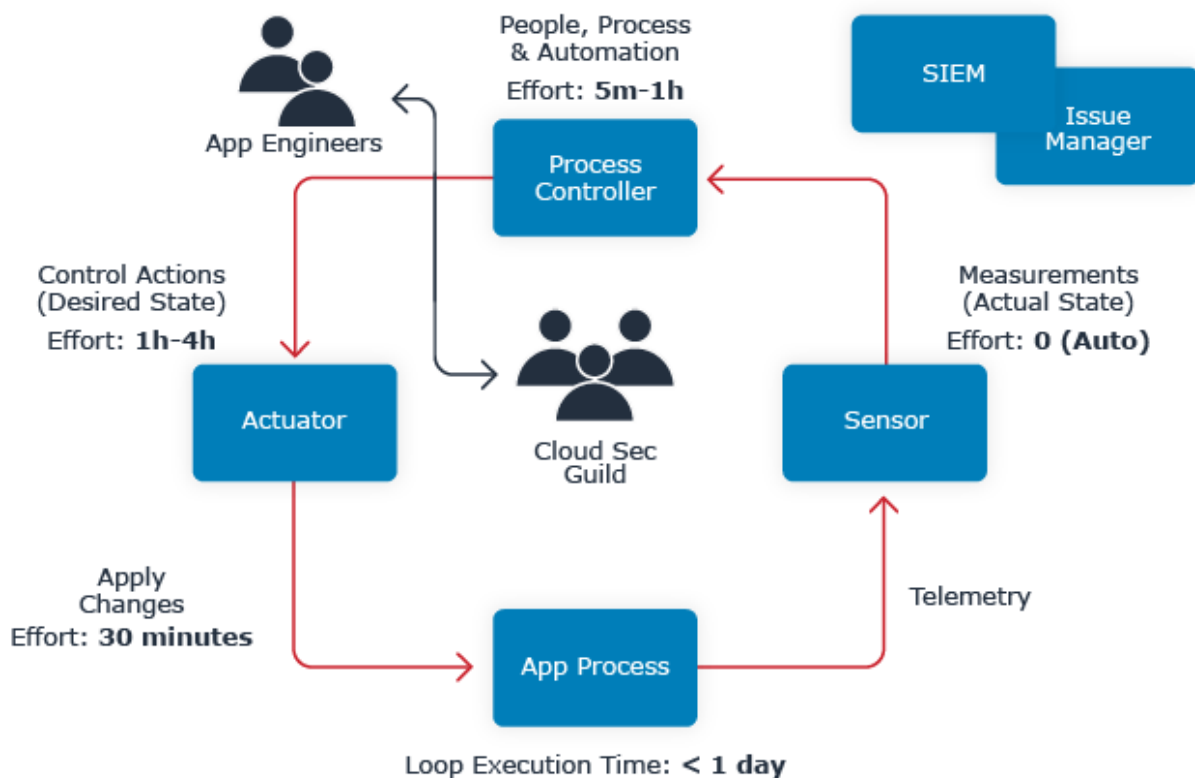 People, Process
& Automation
Effort: 5m-1h
SIEM
Issue
Manager
App Engineers
Process
Controller
Control Actions
(Desired State)
Effort: 1h-4h
Measurements
(Actual State)
Effort: 0 (Auto)
Actuator
Cloud Sec
Guild
Sensor
Apply
Changes
Effort: 30 minutes
Telemetry
App Process
Loop Execution Time: < 1 day